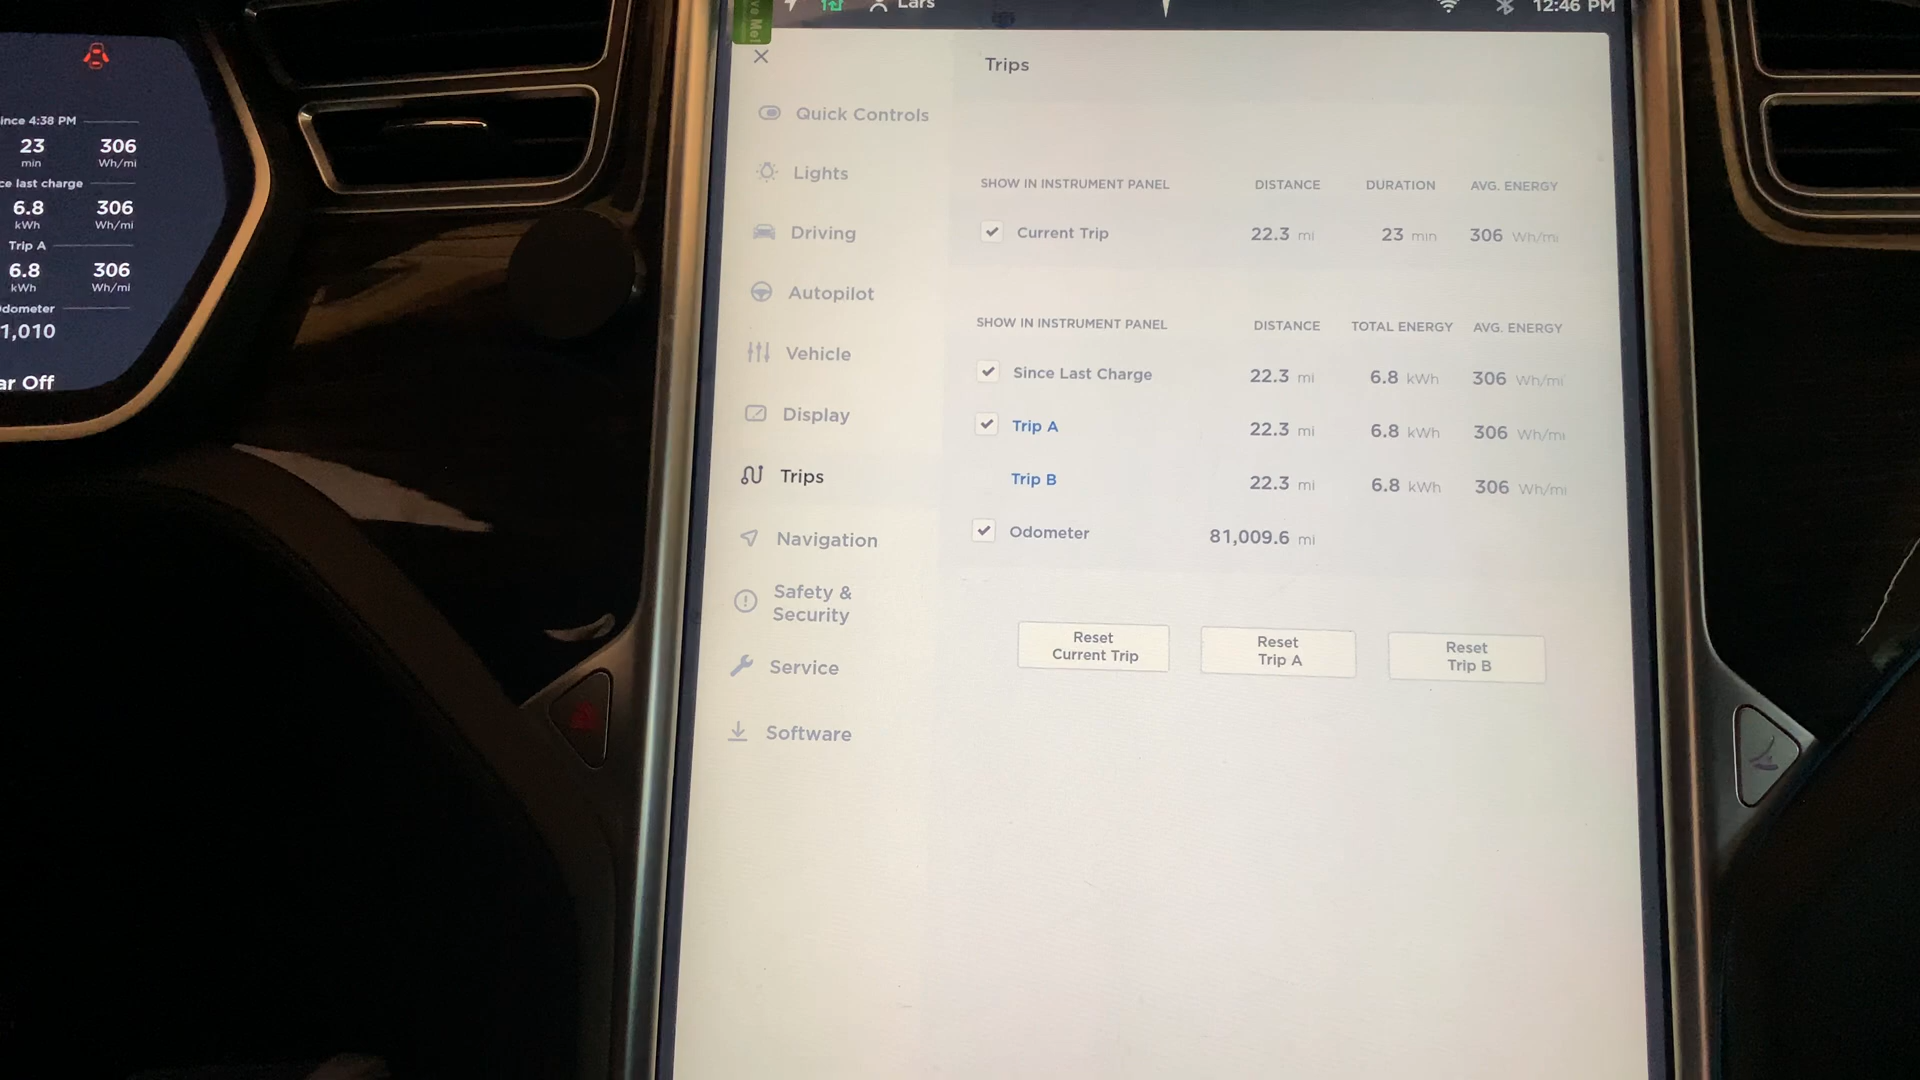 ince 4:38 PM
23 306
min Wh/mi
ce last charge
6.8 306
kWh Wh/mi
Trip A
6.8 306
kWh Wh/mi
dometer
1,010
ar Off
ve Me!
Lars
12:46 PM
Trips
Quick Controls
Lights
Driving
Autopilot
Vehicle
Display
Trips
Navigation
Safety &
Security
Service
Software
SHOW IN INSTRUMENT PANEL DISTANCE DURATION AVG. ENERGY
Current Trip 22.3 mi 23 min 306 Wh/mi
SHOW IN INSTRUMENT PANEL DISTANCE TOTAL ENERGY AVG. ENERGY
Since Last Charge 22.3 mi 6.8 kWh 306 Wh/mi
Trip A 22.3 mi 6.8 kWh 306 Wh/mi
Trip B 22.3 mi 6.8 kWh 306 Wh/mi
Odometer 81,009.6 mi
Reset
Current Trip
Reset
Trip A
Reset
Trip B